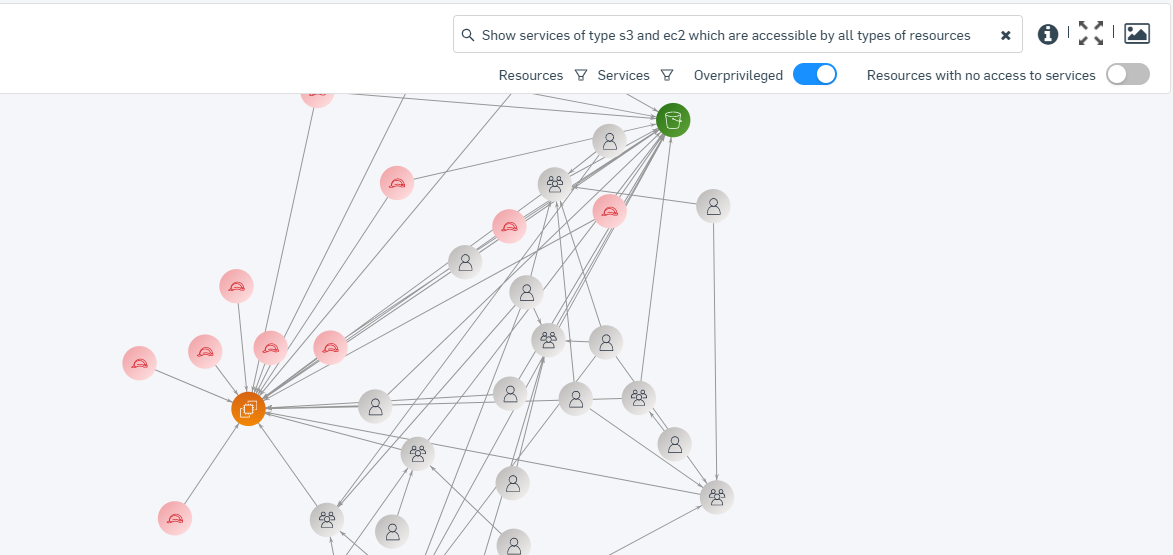 Show services of type s3 and ec2 which are accessible by all types of resources
Resources Services Overprivileged Resources with no access to services